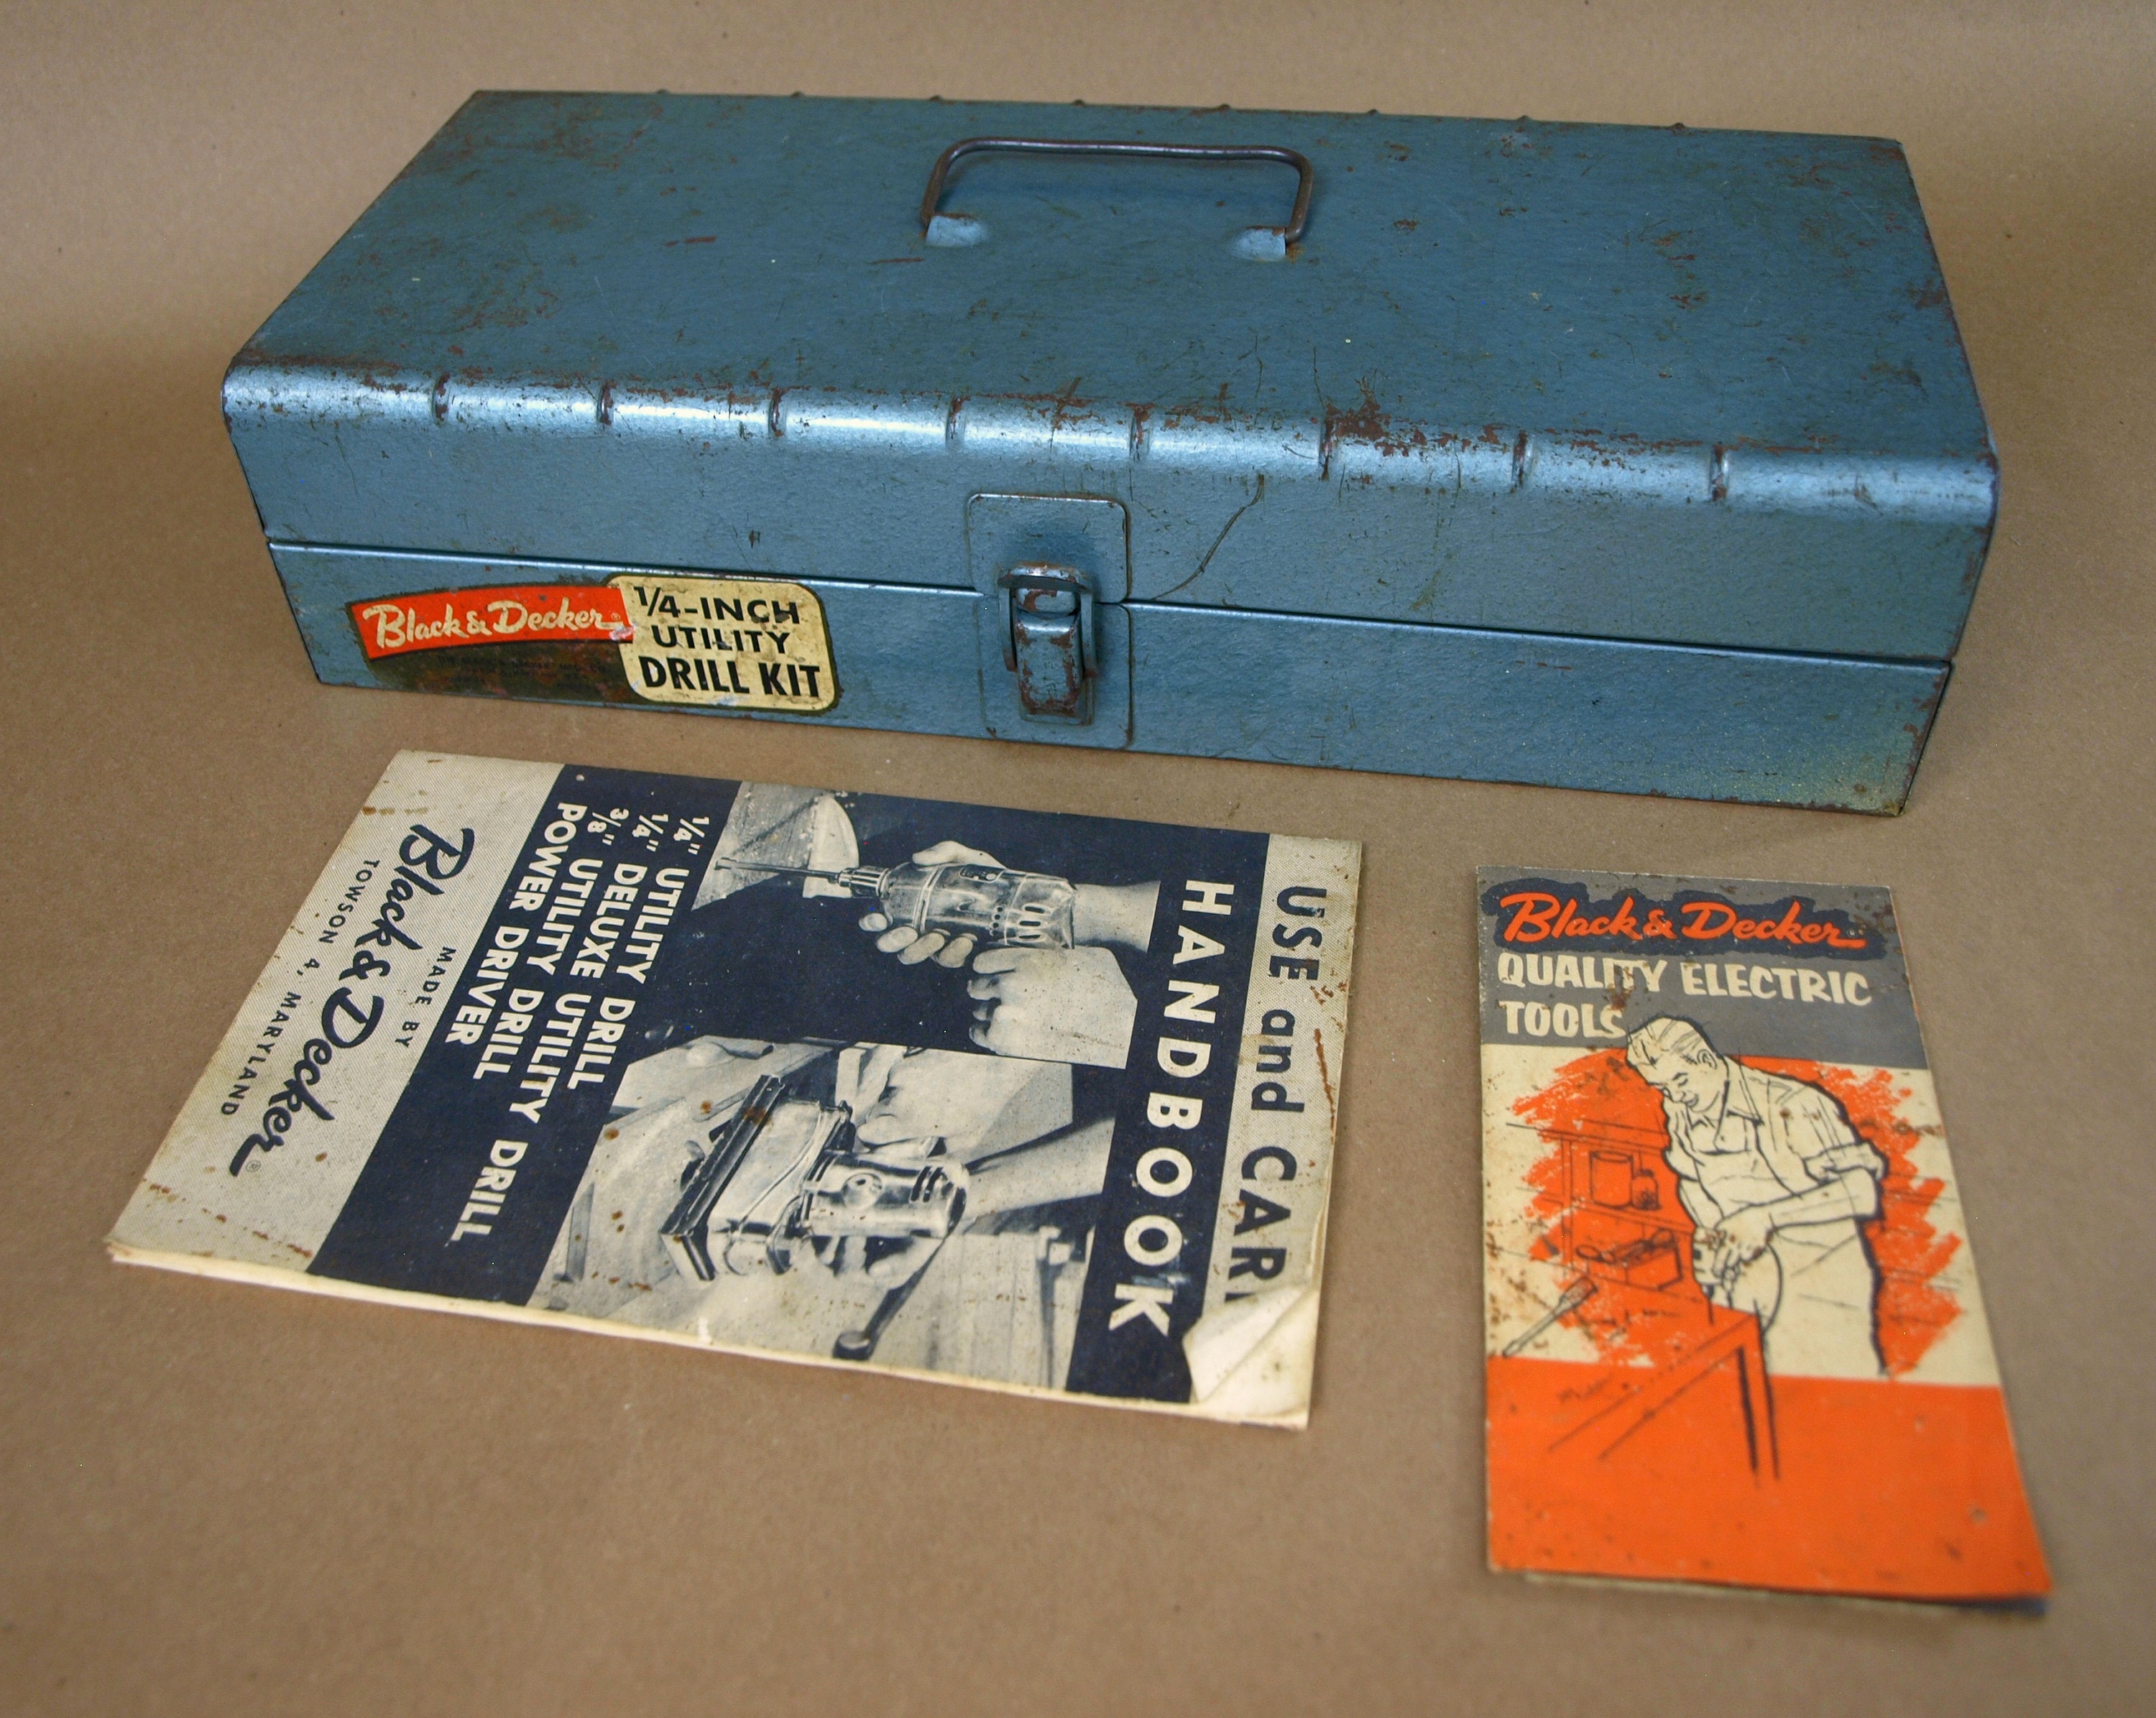 Black & Decker®
1/4-INCH
UTILITY
DRILL KIT
USE and CAR
HANDBOOK
1/4" UTILITY DRILL
1/4" DELUXE UTILITY DRILL
3/8" UTILITY DRILL
POWER DRIVER
MADE BY
Black & Decker®
TOWSON 4, MARYLAND
Black & Decker
QUALITY ELECTRIC
TOOLS